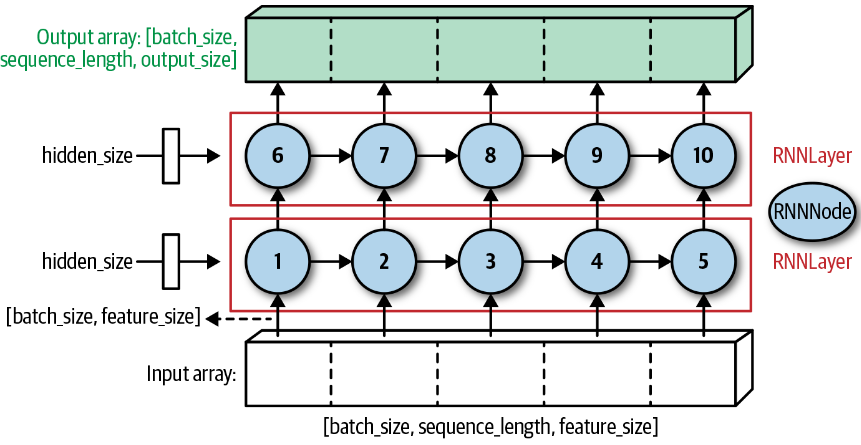 Output array: [batch_size,
sequence_length, output_size]
hidden_size
6
7
8
9
10
RNNLayer
RNNNode
hidden_size
1
2
3
4
5
RNNLayer
[batch_size, feature_size]
Input array:
[batch_size, sequence_length, feature_size]